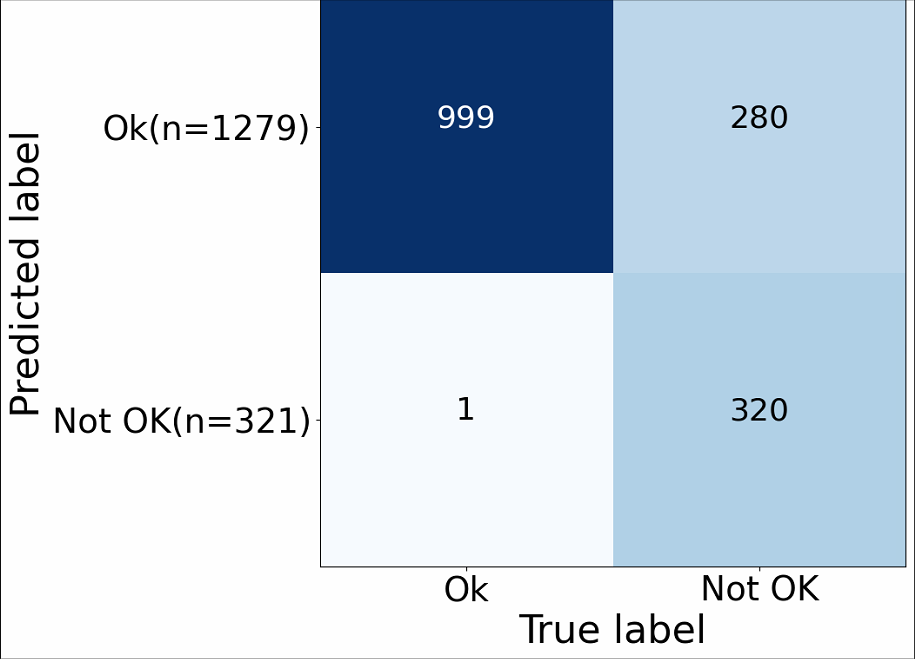 Predicted label
Ok(n=1279)
999
280
Not OK(n=321)
1
320
Ok
Not OK
True label